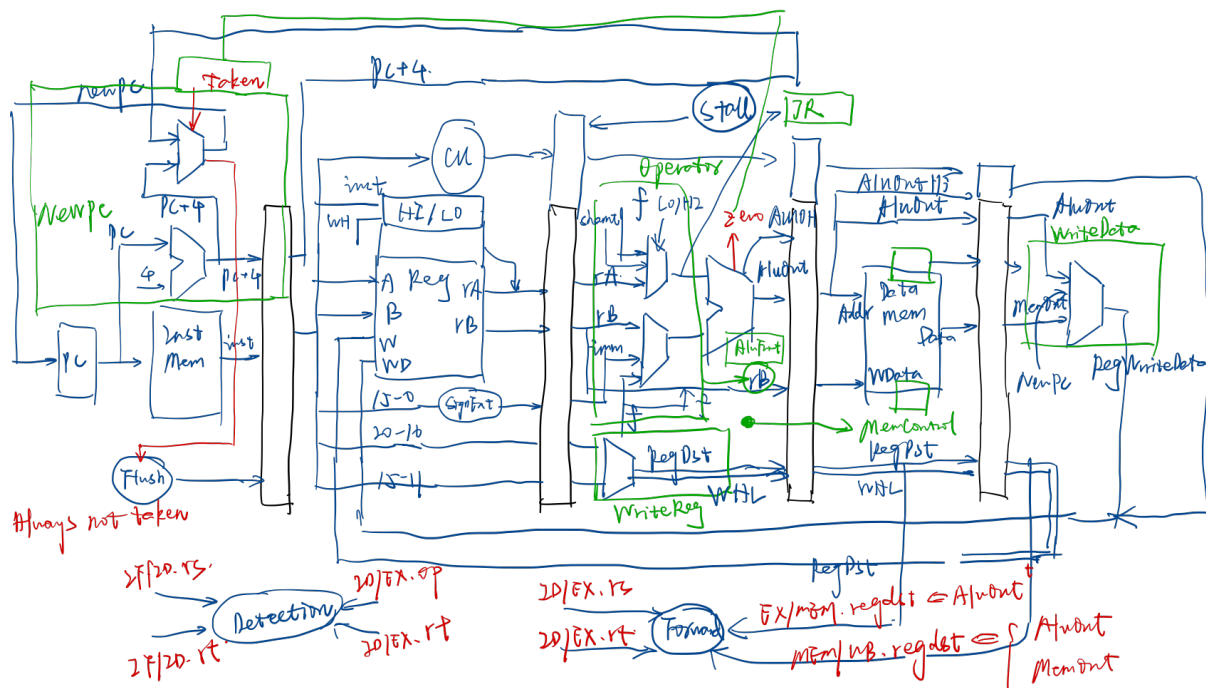 taken
newPC
PC+4.
Stall
JR
CU
Operator
inst
HI/LO
WH
shamt
LO/HI2
zero
AluOH
AluOut Hi
AluOut
AluOut
WriteData
NewPC
PC+4
PC
4
PC+4
A
Reg
rA
B
rB
W
WD
rA
rB
imm
AluOut
AluFunt
rB
Addr
Data
mem
Data
WData
MemOut
NewPC
RegWriteData
PC
Inst
Mem
inst
15-0
SignExt
20-16
15-11
RegDst
WHL
WriteReg
MemControl
RegDst
WHL
Flush
Always not taken
RegDst
IF/ID.rs.
ID/EX.op
Detection
IF/ID.rt
ID/EX.rt
ID/EX.rs
ID/EX.rt
Forward
EX/MEM.regdst
AluOut
MEM/WB.regdst
AluOut
Memout